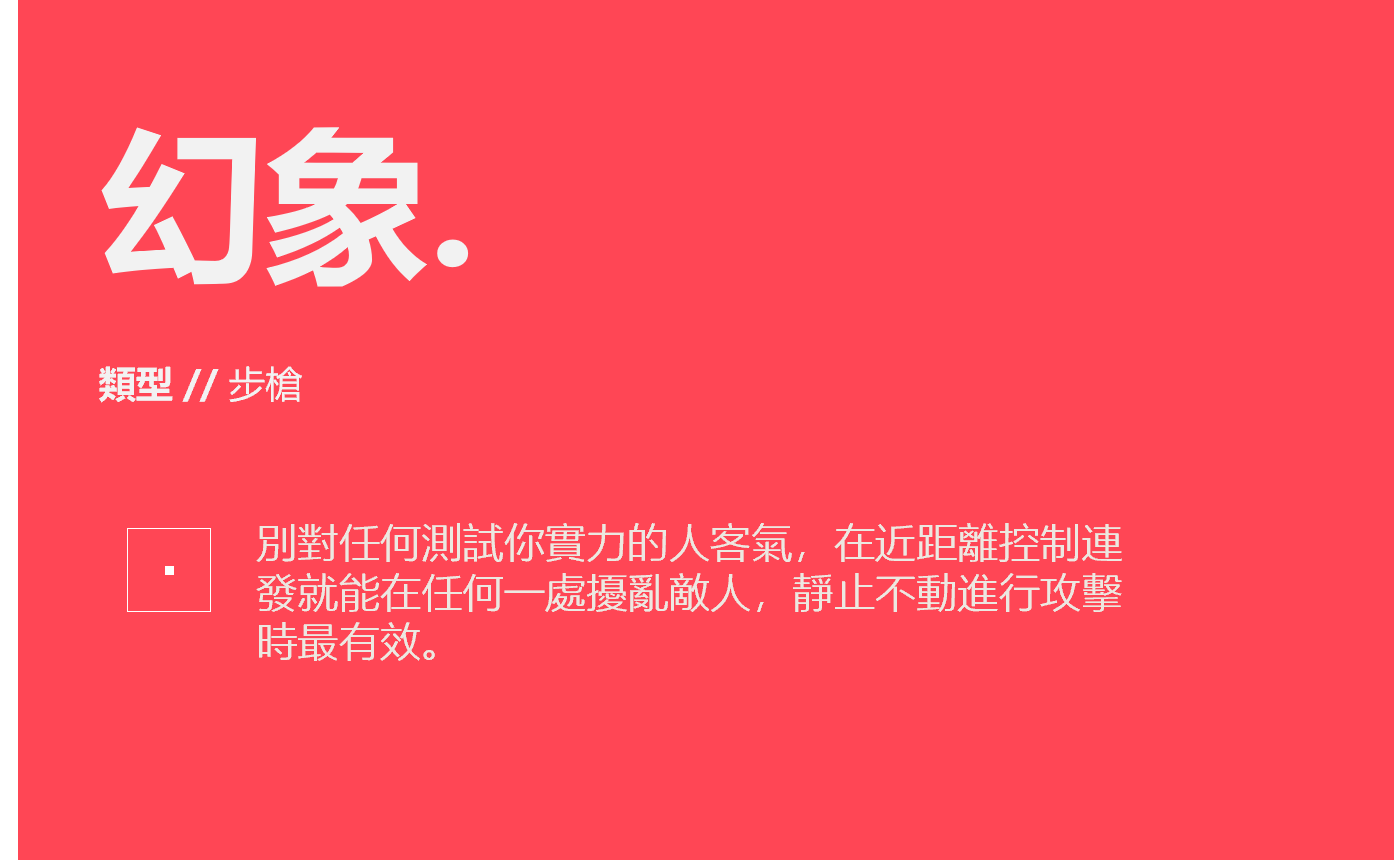 幻象.
類型 // 步槍
別對任何測試你實力的人客氣，在近距離控制連
發就能在任何一處擾亂敵人，靜止不動進行攻擊
時最有效。